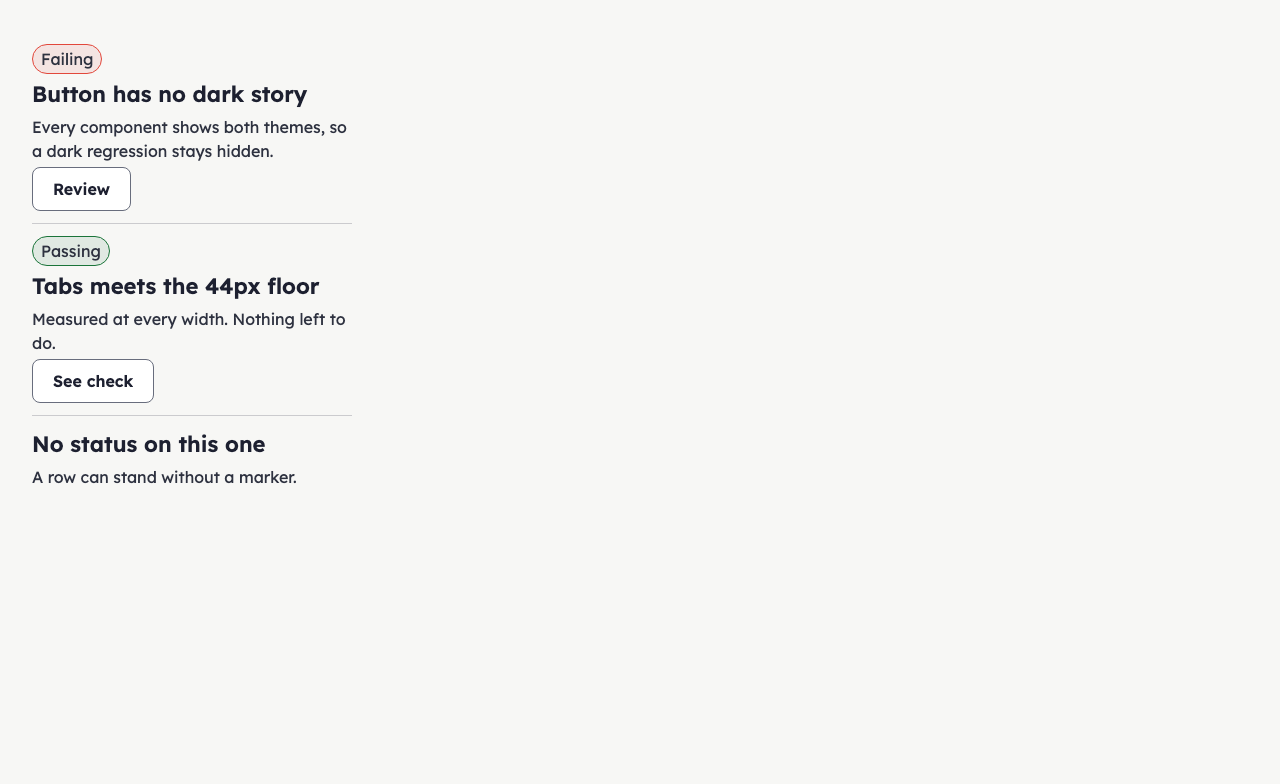 Failing
Button has no dark story
Every component shows both themes, so
a dark regression stays hidden.
Review
Passing
Tabs meets the 44px floor
Measured at every width. Nothing left to
do.
See check
No status on this one
A row can stand without a marker.